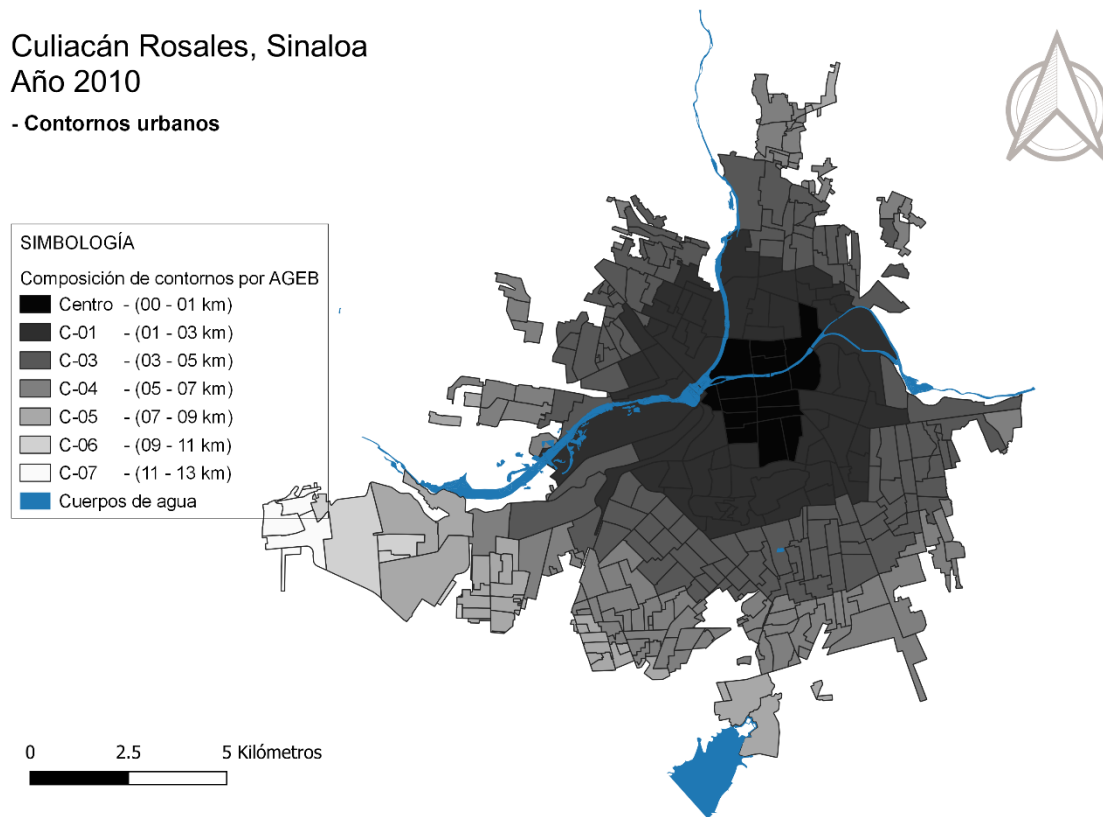 Culiacán Rosales, Sinaloa
Año 2010
- Contornos urbanos
SIMBOLOGÍA
Composición de contornos por AGEB
Centro - (00 - 01 km)
C-01 - (01 - 03 km)
C-03 - (03 - 05 km)
C-04 - (05 - 07 km)
C-05 - (07 - 09 km)
C-06 - (09 - 11 km)
C-07 - (11 - 13 km)
Cuerpos de agua
0 2.5 5 Kilómetros